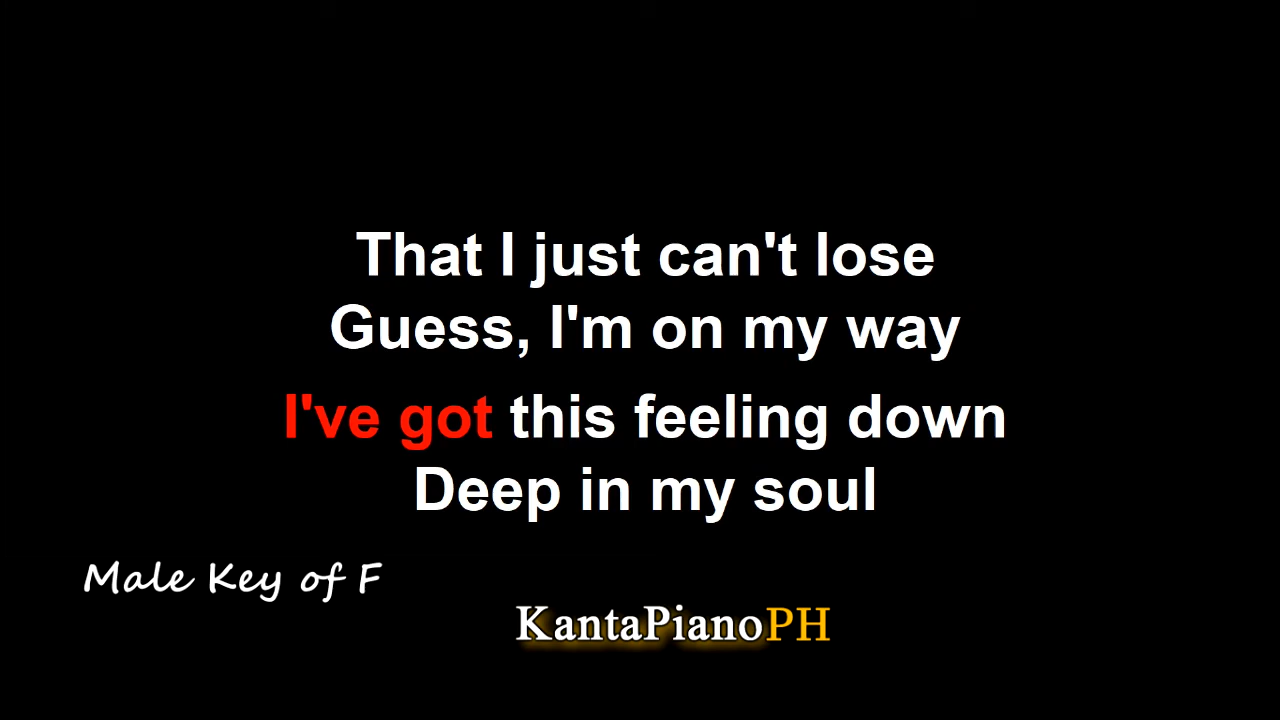 That I just can't lose
Guess, I'm on my way
I've got this feeling down
Deep in my soul
Male Key of F
KantaPianoPH